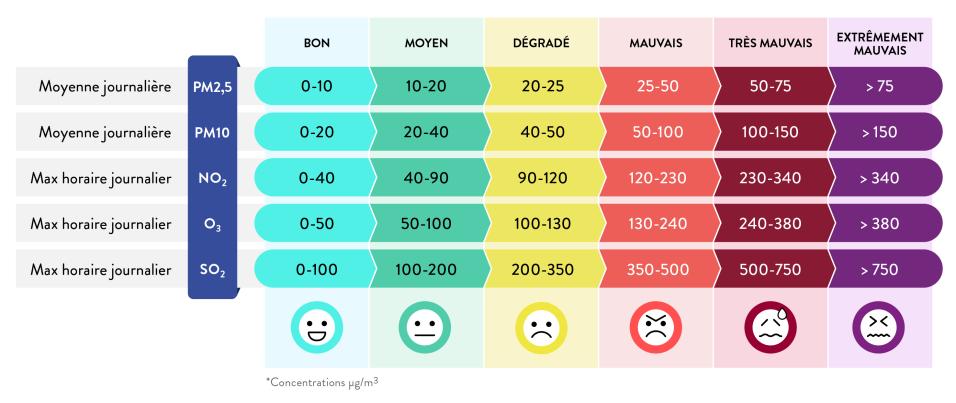 BON MOYEN DÉGRADÉ MAUVAIS TRÈS MAUVAIS EXTRÊMEMENT
MAUVAIS
Moyenne journalière PM2,5 0-10 10-20 20-25 25-50 50-75 > 75
Moyenne journalière PM10 0-20 20-40 40-50 50-100 100-150 > 150
Max horaire journalier NO₂ 0-40 40-90 90-120 120-230 230-340 > 340
Max horaire journalier O₃ 0-50 50-100 100-130 130-240 240-380 > 380
Max horaire journalier SO₂ 0-100 100-200 200-350 350-500 500-750 > 750
*Concentrations µg/m³